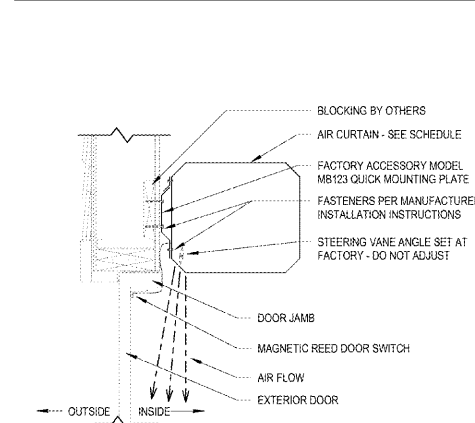 BLOCKING BY OTHERS
AIR CURTAIN - SEE SCHEDULE
FACTORY ACCESSORY MODEL
MB123 QUICK MOUNTING PLATE
FASTENERS PER MANUFACTURE
INSTALLATION INSTRUCTIONS
STEERING VANE ANGLE SET AT
FACTORY - DO NOT ADJUST
DOOR JAMB
MAGNETIC REED DOOR SWITCH
AIR FLOW
EXTERIOR DOOR
OUTSIDE INSIDE